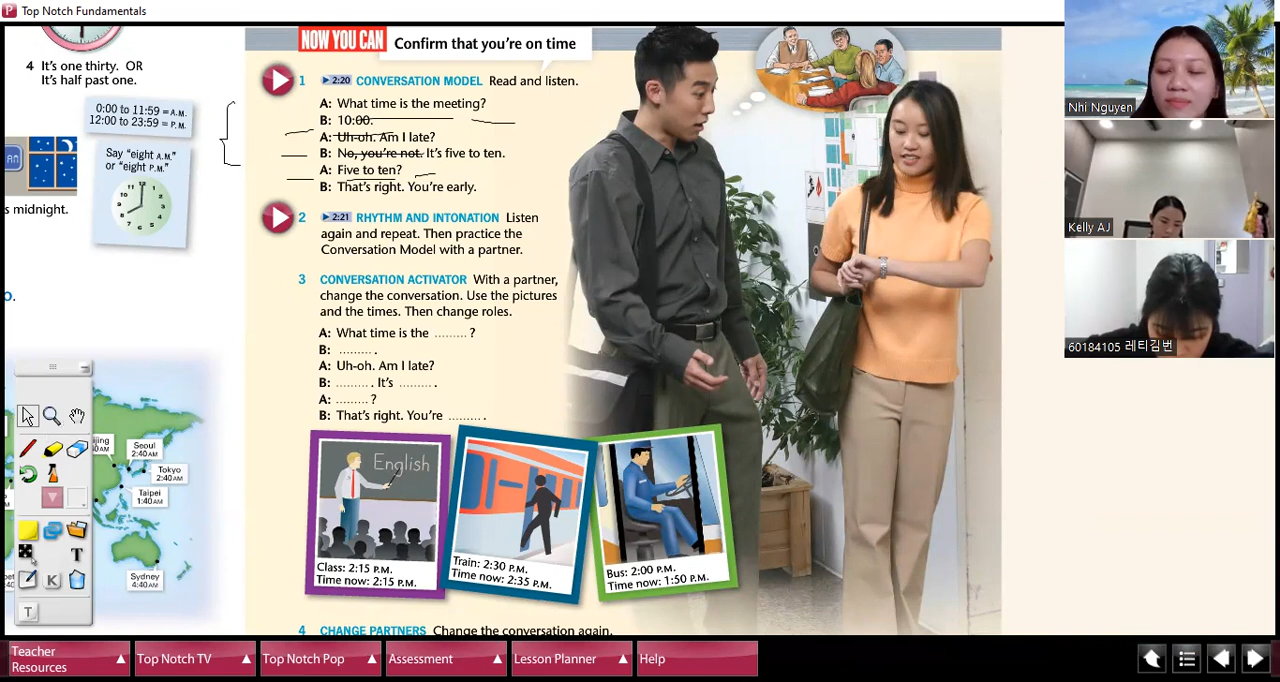 Top Notch Fundamentals
4 It's one thirty. OR
It's half past one.
0:00 to 11:59 = A.M.
12:00 to 23:59 = P.M.
Say "eight A.M."
or "eight P.M."
s midnight.
o.
NOW YOU CAN Confirm that you're on time
1 2:20 CONVERSATION MODEL Read and listen.
A: What time is the meeting?
B: 10:00.
A: Uh-oh. Am I late?
B: No, you're not. It's five to ten.
A: Five to ten?
B: That's right. You're early.
2 2:21 RHYTHM AND INTONATION Listen
again and repeat. Then practice the
Conversation Model with a partner.
3 CONVERSATION ACTIVATOR With a partner,
change the conversation. Use the pictures
and the times. Then change roles.
A: What time is the ......... ?
B: ......... .
A: Uh-oh. Am I late?
B: ......... . It's ......... .
A: ......... ?
B: That's right. You're ......... .
English
Class: 2:15 P.M.
Time now: 2:15 P.M.
Train: 2:30 P.M.
Time now: 2:35 P.M.
Bus: 2:00 P.M.
Time now: 1:50 P.M.
4 CHANGE PARTNERS Change the conversation again.
Seoul
2:40 AM
Tokyo
2:40 AM
Taipei
1:40 AM
Sydney
4:40 AM
Nhi Nguyen
Kelly AJ
60184105 레티김번
Teacher
Resources
Top Notch TV
Top Notch Pop
Assessment
Lesson Planner
Help